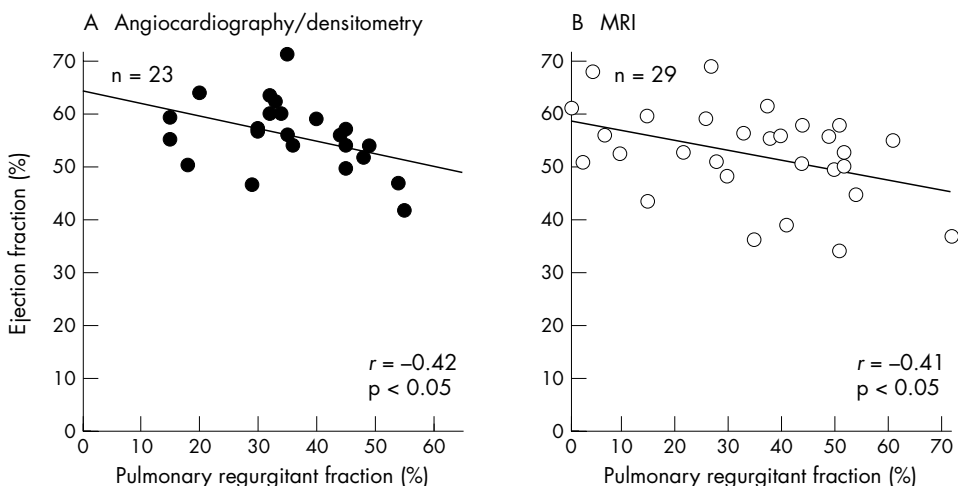 A Angiocardiography/densitometry
n = 23
Ejection fraction (%)
70
60
50
40
30
20
10
0
r = –0.42
p < 0.05
0 10 20 30 40 50 60
Pulmonary regurgitant fraction (%)
B MRI
n = 29
70
60
50
40
30
20
10
0
r = –0.41
p < 0.05
0 10 20 30 40 50 60 70
Pulmonary regurgitant fraction (%)